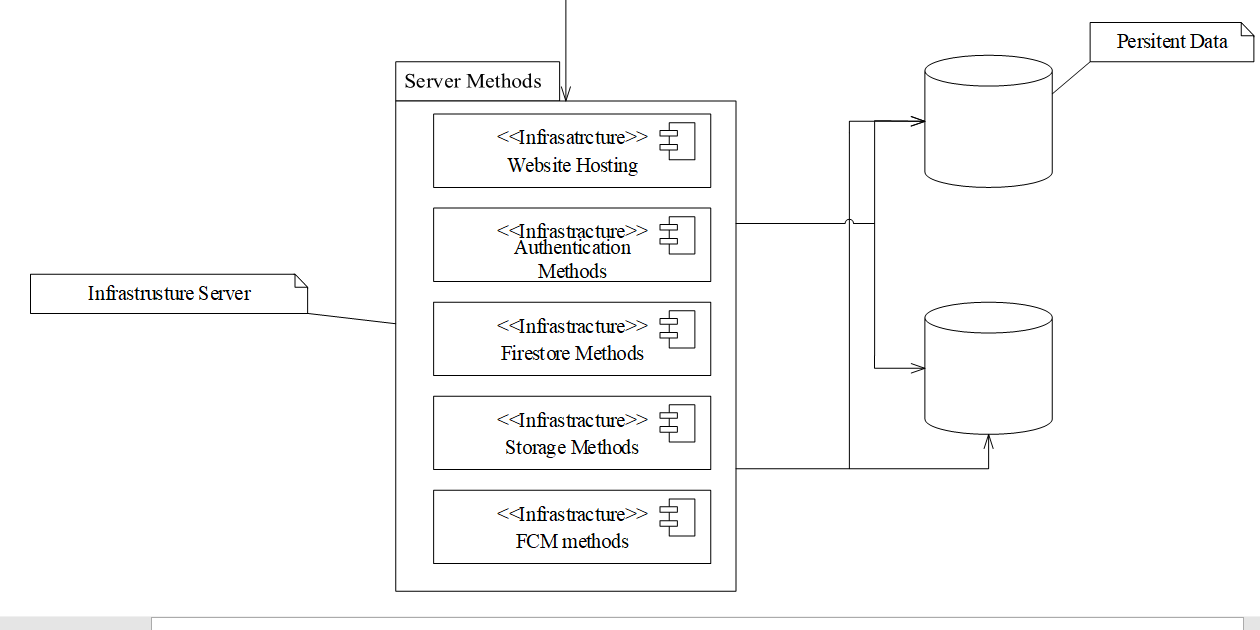 Persitent Data
Server Methods
<<Infrasatrcture>>
Website Hosting
<<Infrastracture>>
Authentication
Methods
Infrastrusture Server
<<Infrastracture>>
Firestore Methods
<<Infrastracture>>
Storage Methods
<<Infrastracture>>
FCM methods